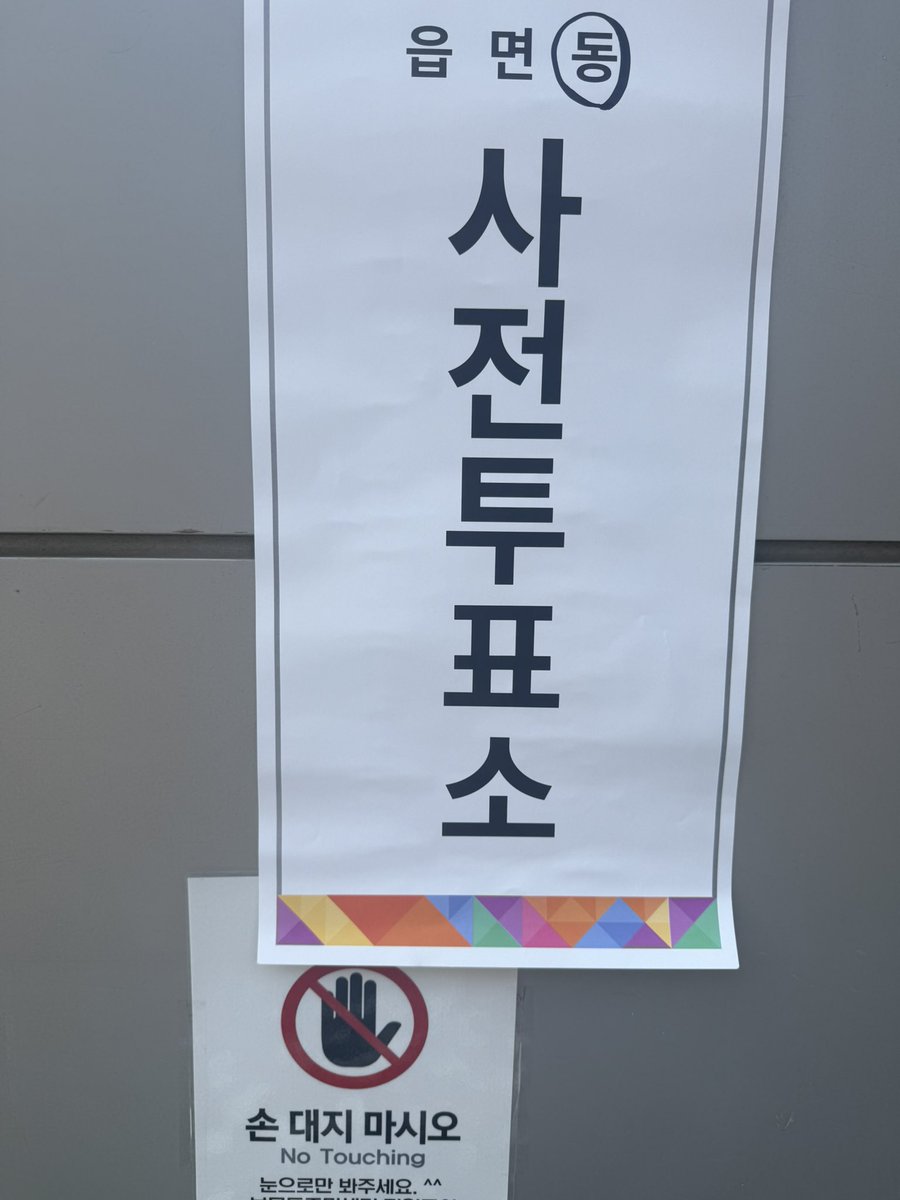 읍 면 동
사전투표소
손 대지 마시오
No Touching
눈으로만 봐주세요. ^^